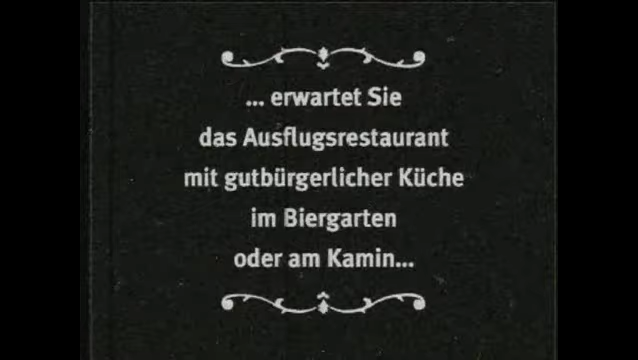 ... erwartet Sie
das Ausflugsrestaurant
mit gutbürgerlicher Küche
im Biergarten
oder am Kamin...